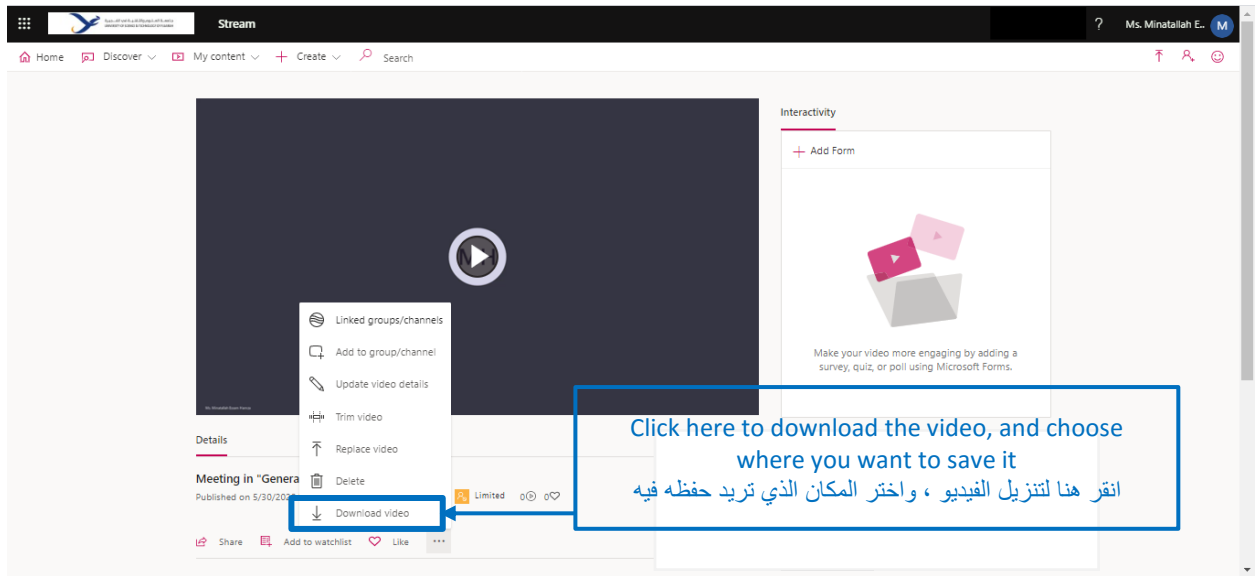 Stream
? Ms. Minatallah E.. M
Home Discover My content Create Search
Interactivity
Add Form
Make your video more engaging by adding a
survey, quiz, or poll using Microsoft Forms.
Linked groups/channels
Add to group/channel
Update video details
Trim video
Replace video
Delete
Download video
Details
Meeting in "Genera
Published on 5/30/202
Limited 0 0
Share Add to watchlist Like ...
Click here to download the video, and choose
where you want to save it
انقر هنا لتنزيل الفيديو ، واختر المكان الذي تريد حفظه فيه